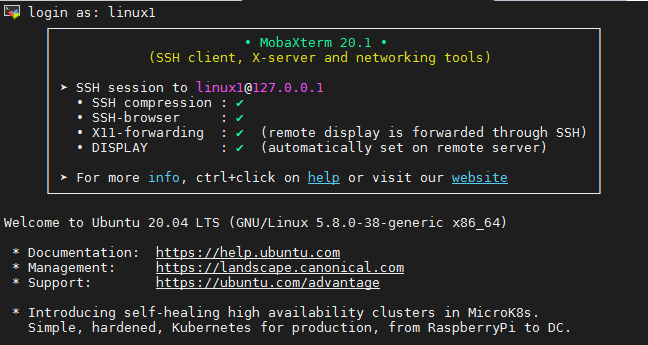 login as: linux1
• MobaXterm 20.1 •
(SSH client, X-server and networking tools)
➤ SSH session to linux1@127.0.0.1
• SSH compression : ✔
• SSH-browser     : ✔
• X11-forwarding  : ✔  (remote display is forwarded through SSH)
• DISPLAY         : ✔  (automatically set on remote server)
➤ For more info, ctrl+click on help or visit our website
Welcome to Ubuntu 20.04 LTS (GNU/Linux 5.8.0-38-generic x86_64)
* Documentation:  https://help.ubuntu.com
* Management:     https://landscape.canonical.com
* Support:        https://ubuntu.com/advantage
* Introducing self-healing high availability clusters in MicroK8s.
Simple, hardened, Kubernetes for production, from RaspberryPi to DC.